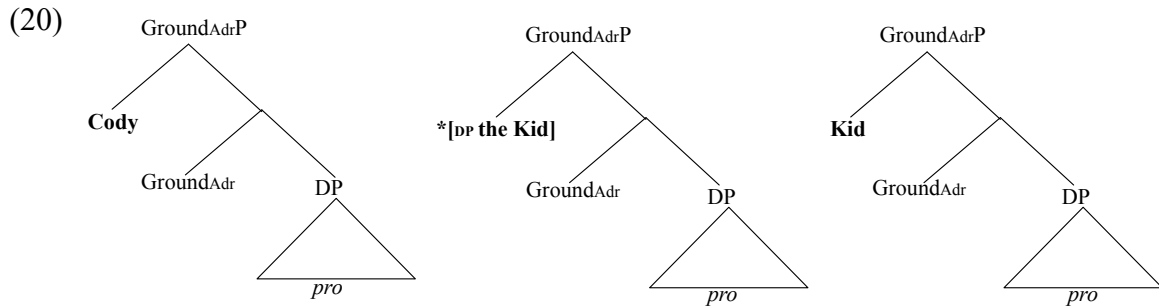 (20)
GroundAdrP GroundAdrP GroundAdrP
Cody *[DP the Kid] Kid
GroundAdr GroundAdr GroundAdr
DP DP DP
pro pro pro